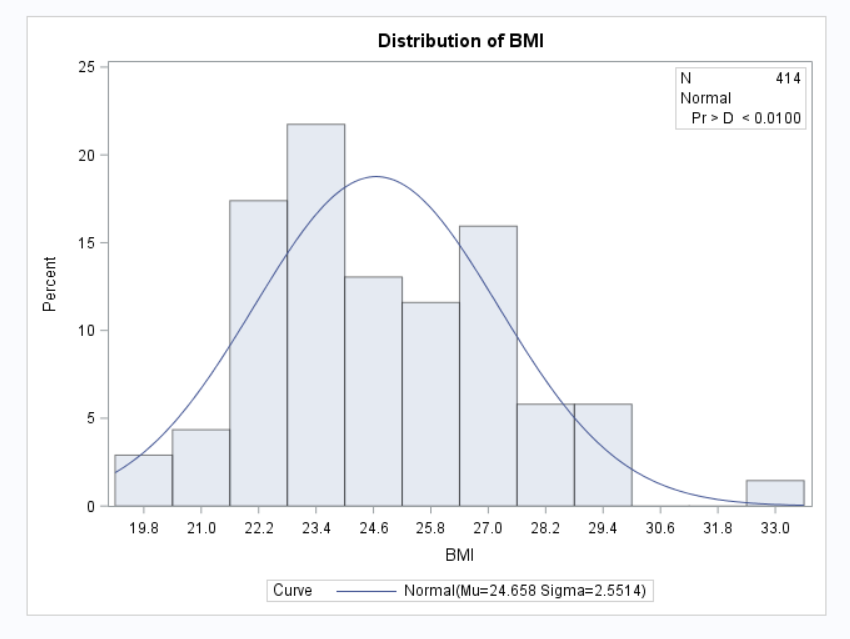 Distribution of BMI
N 414
Normal
Pr > D < 0.0100
25
20
15
10
5
0
Percent
19.8 21.0 22.2 23.4 24.6 25.8 27.0 28.2 29.4 30.6 31.8 33.0
BMI
Curve Normal(Mu=24.658 Sigma=2.5514)